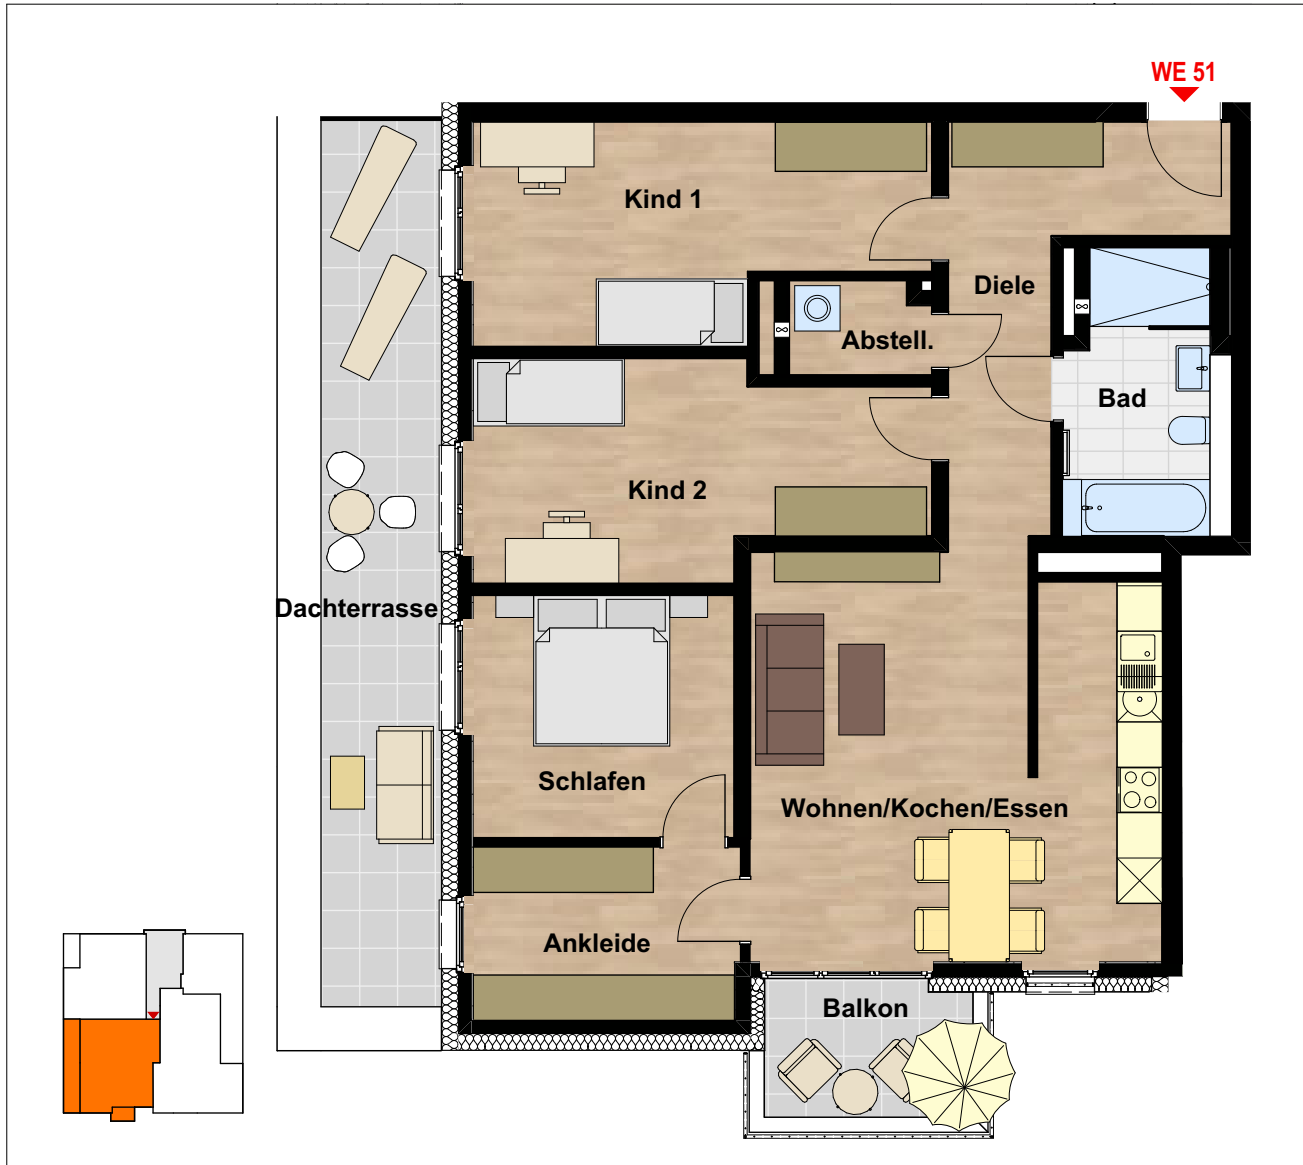 WE 51
Kind 1
Diele
Abstell.
Bad
Kind 2
Dachterrasse
Schlafen
Wohnen/Kochen/Essen
Ankleide
Balkon